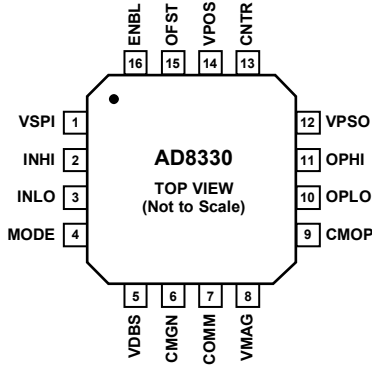 ENBL
OFST
VPOS
CNTR
16
15
14
13
VSPI 1
12 VPSO
INHI 2
AD8330
11 OPHI
TOP VIEW
INLO 3
(Not to Scale)
10 OPLO
MODE 4
9 CMOP
5
6
7
8
VDBS
CMGN
COMM
VMAG